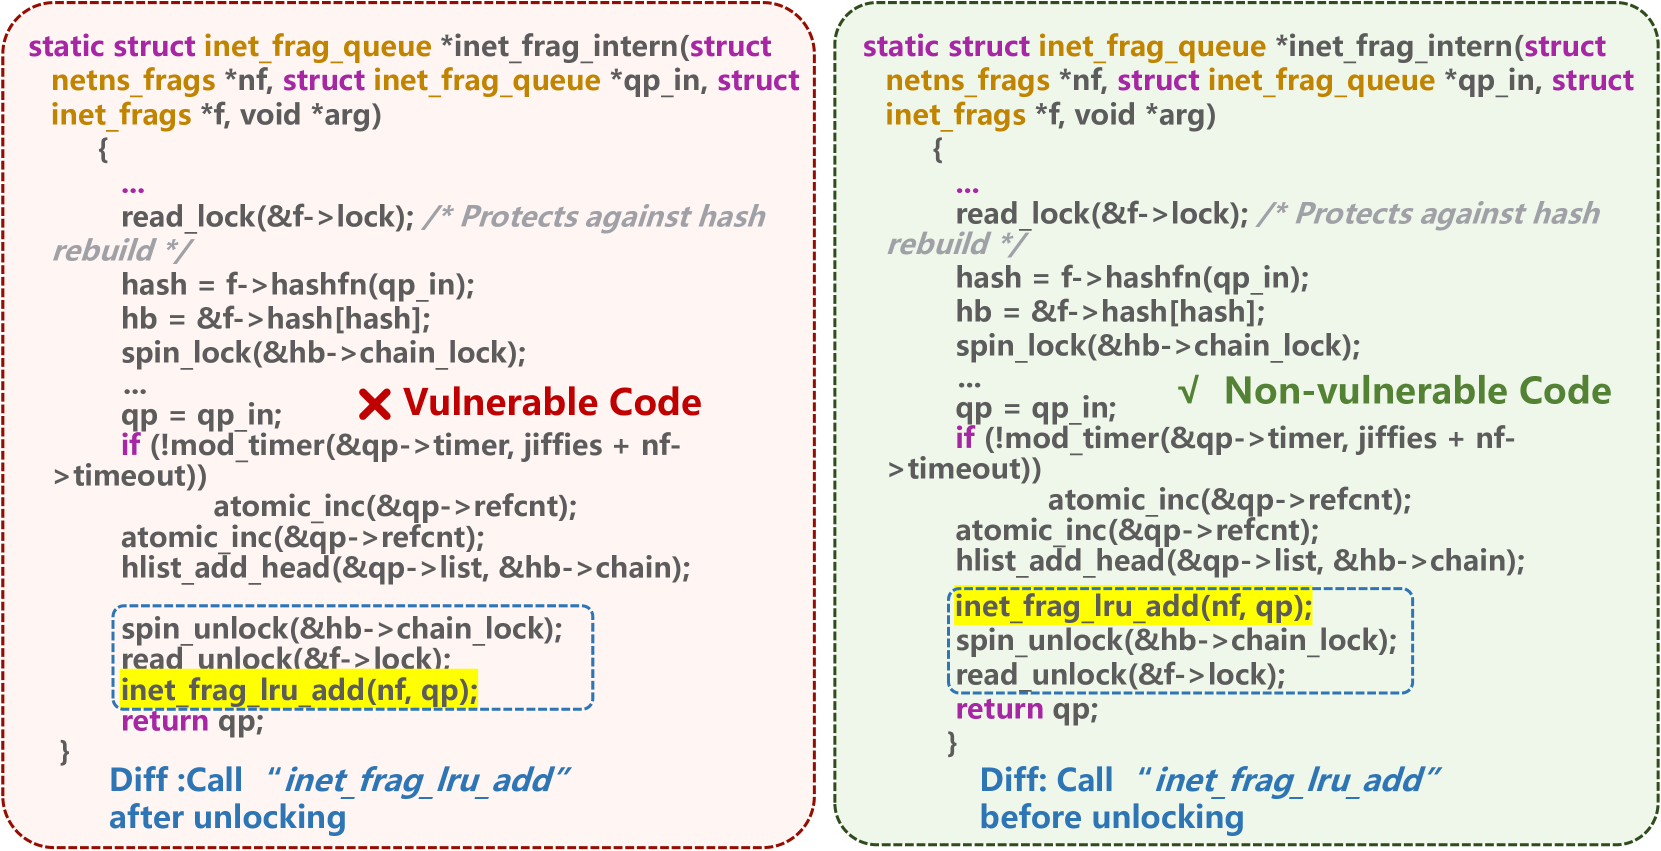 static struct inet_frag_queue *inet_frag_intern(struct
netns_frags *nf, struct inet_frag_queue *qp_in, struct
inet_frags *f, void *arg)
{
...
read_lock(&f->lock); /* Protects against hash
rebuild */
hash = f->hashfn(qp_in);
hb = &f->hash[hash];
spin_lock(&hb->chain_lock);
...
qp = qp_in;
❌ Vulnerable Code
if (!mod_timer(&qp->timer, jiffies + nf-
>timeout))
atomic_inc(&qp->refcnt);
atomic_inc(&qp->refcnt);
hlist_add_head(&qp->list, &hb->chain);
spin_unlock(&hb->chain_lock);
read_unlock(&f->lock);
inet_frag_lru_add(nf, qp);
return qp;
}
Diff :Call “inet_frag_lru_add”
after unlocking
static struct inet_frag_queue *inet_frag_intern(struct
netns_frags *nf, struct inet_frag_queue *qp_in, struct
inet_frags *f, void *arg)
{
...
read_lock(&f->lock); /* Protects against hash
rebuild */
hash = f->hashfn(qp_in);
hb = &f->hash[hash];
spin_lock(&hb->chain_lock);
...
√ Non-vulnerable Code
qp = qp_in;
if (!mod_timer(&qp->timer, jiffies + nf-
>timeout))
atomic_inc(&qp->refcnt);
atomic_inc(&qp->refcnt);
hlist_add_head(&qp->list, &hb->chain);
inet_frag_lru_add(nf, qp);
spin_unlock(&hb->chain_lock);
read_unlock(&f->lock);
return qp;
}
Diff: Call “inet_frag_lru_add”
before unlocking